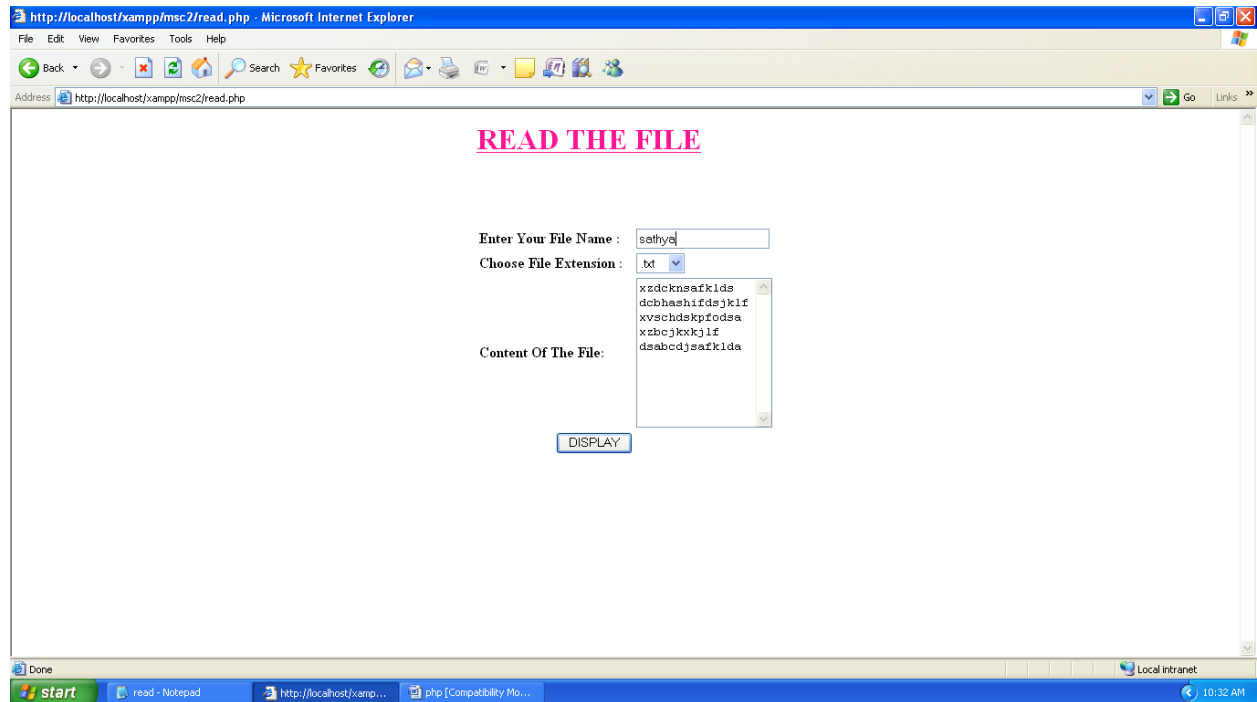 http://localhost/xampp/msc2/read.php - Microsoft Internet Explorer
File Edit View Favorites Tools Help
Back Search Favorites
Address http://localhost/xampp/msc2/read.php Go Links »
READ THE FILE
Enter Your File Name : sathya
Choose File Extension : .txt
Content Of The File:
xzdcknsafklds
dcbhashifdsjklf
xvschdskpfodsa
xzbcjkxkjlf
dsabcdjsafklda
DISPLAY
Done Local intranet
start read - Notepad http://localhost/xamp... php [Compatibility Mo... 10:32 AM